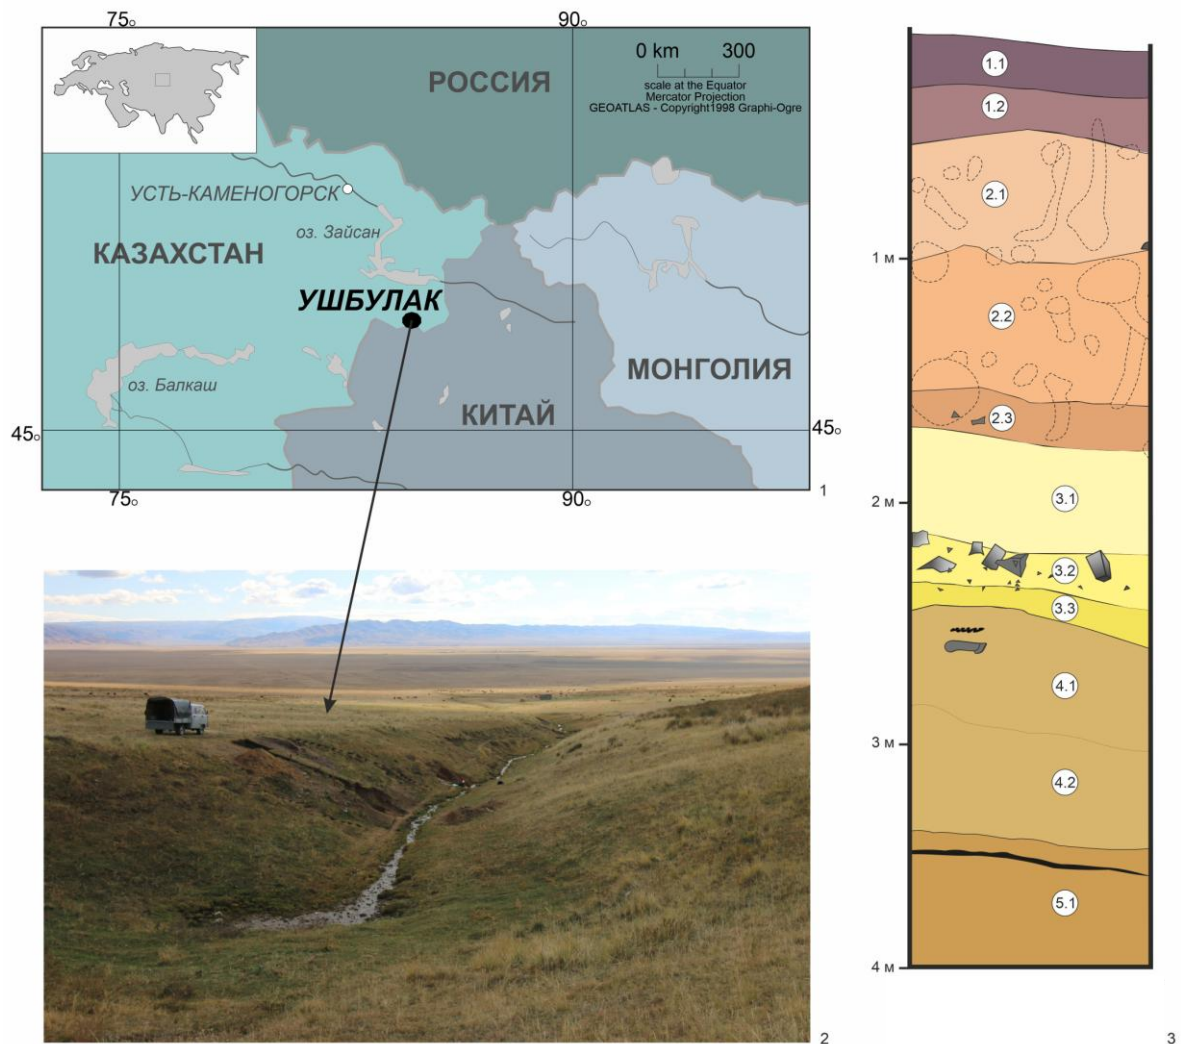 75o
90o
0 км 300
scale at the Equator
Mercator Projection
GEOATLAS - Copyright1998 Graphi-Ogre
РОССИЯ
УСТЬ-КАМЕНОГОРСК
оз. Зайсан
КАЗАХСТАН
УШБУЛАК
МОНГОЛИЯ
оз. Балкаш
КИТАЙ
45o
45o
75o
90o
1
2
1.1
1.2
2.1
1 м
2.2
2.3
3.1
2 м
3.2
3.3
4.1
3 м
4.2
5.1
4 м
3